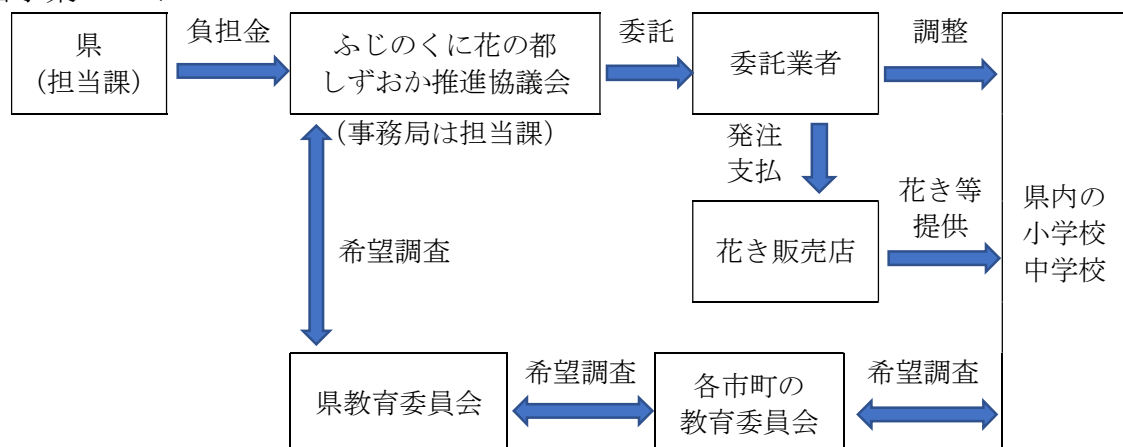 県
(担当課)
負担金
ふじのくに花の都
しずおか推進協議会
(事務局は担当課)
委託
委託業者
調整
発注
支払
花き等
提供
県内の
小学校
中学校
希望調査
花き販売店
県教育委員会
希望調査
各市町の
教育委員会
希望調査